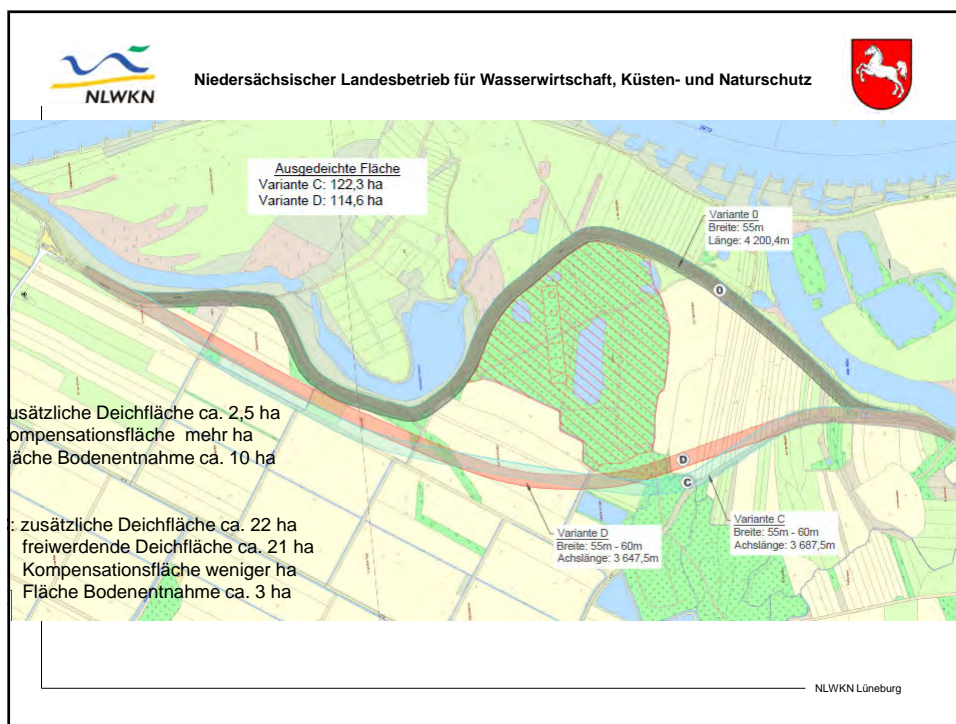 NLWKN
Niedersächsischer Landesbetrieb für Wasserwirtschaft, Küsten- und Naturschutz
Ausgedeichte Fläche
Variante C: 122,3 ha
Variante D: 114,6 ha
Variante 0
Breite: 55m
Länge: 4 200,4m
0
usätzliche Deichfläche ca. 2,5 ha
ompensationsfläche mehr ha
läche Bodenentnahme ca. 10 ha
D
C
Variante D
Breite: 55m - 60m
Achslänge: 3 647,5m
Variante C
Breite: 55m - 60m
Achslänge: 3 687,5m
: zusätzliche Deichfläche ca. 22 ha
freiwerdende Deichfläche ca. 21 ha
Kompensationsfläche weniger ha
Fläche Bodenentnahme ca. 3 ha
NLWKN Lüneburg